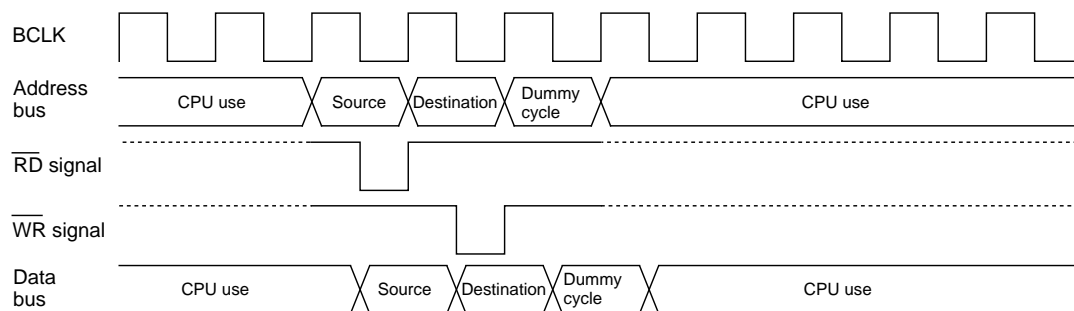 BCLK
Address
bus
CPU use
Source
Destination
Dummy
cycle
CPU use
RD signal
WR signal
Data
bus
CPU use
Source
Destination
Dummy
cycle
CPU use